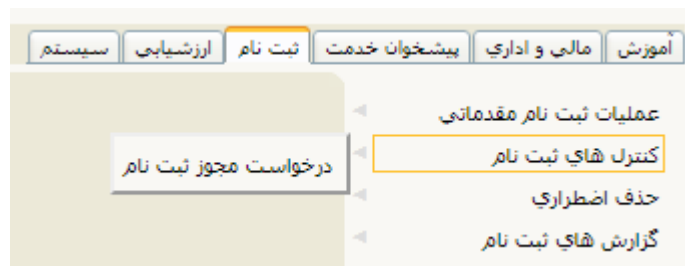 آموزش مالي و اداري پيشخوان خدمت ثبت نام ارزشيابي سيستم
عمليات ثبت نام مقدماتي
كنترل هاي ثبت نام
درخواست مجوز ثبت نام
حذف اضطراري
گزارش هاي ثبت نام